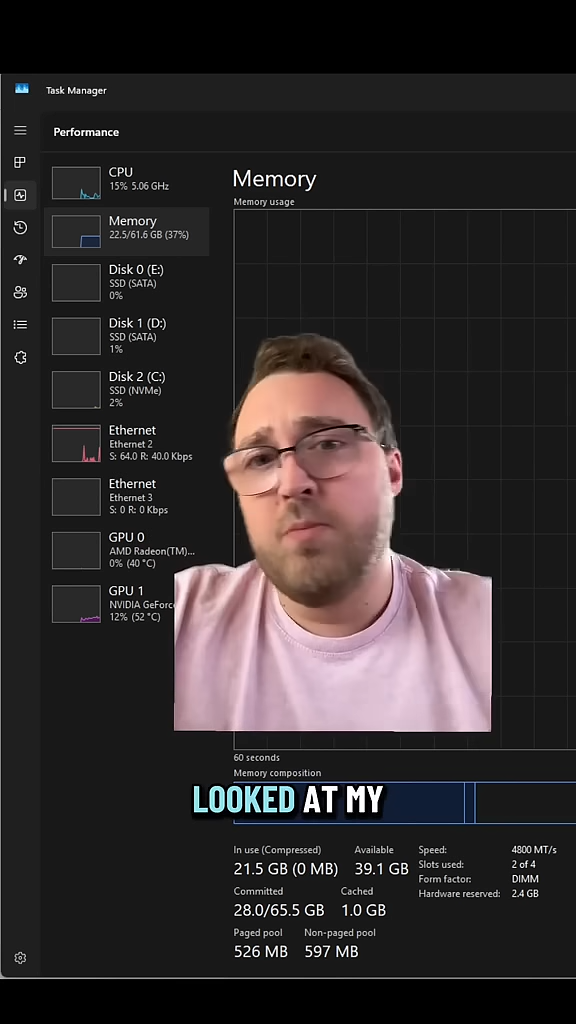 Task Manager
Performance
CPU
15% 5.06 GHz
Memory
22.5/61.6 GB (37%)
Disk 0 (E:)
SSD (SATA)
0%
Disk 1 (D:)
SSD (SATA)
1%
Disk 2 (C:)
SSD (NVMe)
2%
Ethernet
Ethernet 2
S: 64.0 R: 40.0 Kbps
Ethernet
Ethernet 3
S: 0 R: 0 Kbps
GPU 0
AMD Radeon(TM)...
0% (40 °C)
GPU 1
NVIDIA GeForc
12% (52 °C)
Memory
Memory usage
60 seconds
Memory composition
LOOKED AT MY
In use (Compressed)
21.5 GB (0 MB)
Available
39.1 GB
Committed
28.0/65.5 GB
Cached
1.0 GB
Paged pool
526 MB
Non-paged pool
597 MB
Speed: 4800 MT/s
Slots used: 2 of 4
Form factor: DIMM
Hardware reserved: 2.4 GB